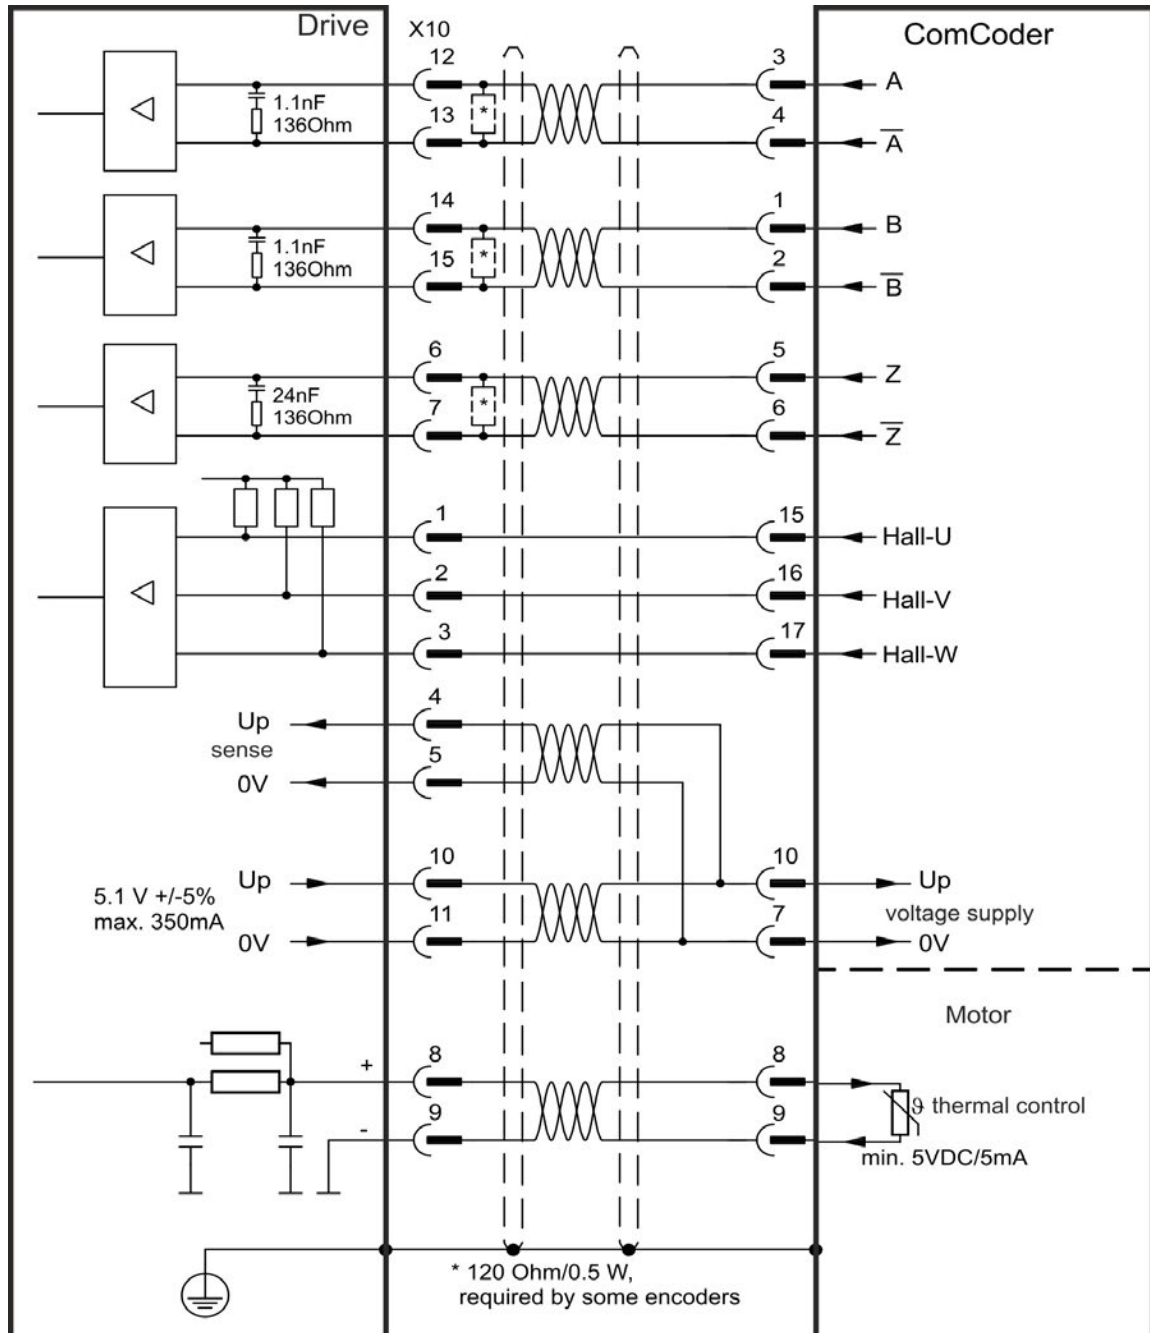 Drive X10 ComCoder
12 3 A
1.1nF
136Ohm
*
13 4 A̅
14 1 B
1.1nF
136Ohm
*
15 2 B̅
6 5 Z
24nF
136Ohm
*
7 6 Z̅
1 15 Hall-U
2 16 Hall-V
3 17 Hall-W
Up 4
sense
0V 5
Up 10 10 Up
5.1 V +/-5%
max. 350mA
voltage supply
0V 11 7 0V
Motor
+ 8 8
ϑ thermal control
- 9 9
min. 5VDC/5mA
* 120 Ohm/0.5 W,
required by some encoders